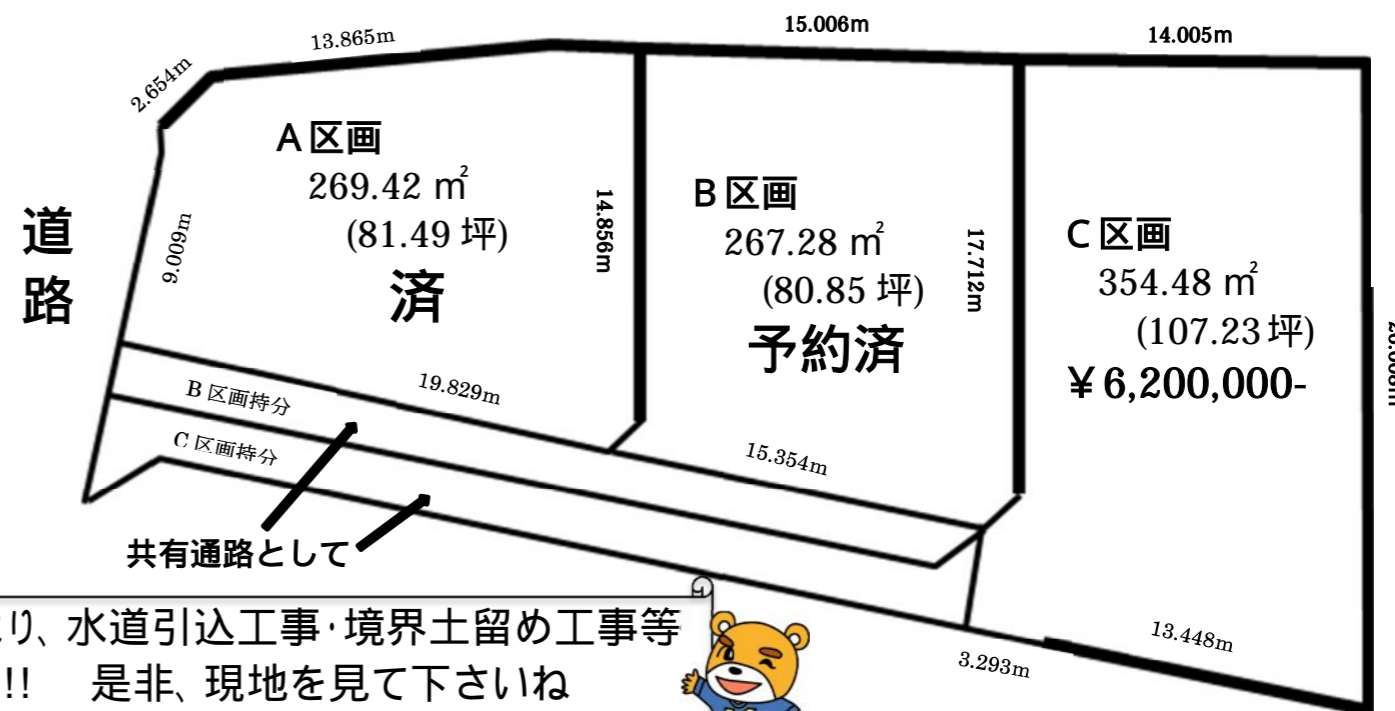 15.006m
14.005m
13.865m
2.654m
A区画
269.42 ㎡
(81.49 坪)
済
14.856m
B区画
267.28 ㎡
(80.85 坪)
予約済
17.712m
C区画
354.48 ㎡
(107.23坪)
¥6,200,000-
道
路
9.009m
B 区画持分
19.829m
C 区画持分
15.354m
共有通路として
り、水道引込工事・境界土留め工事等
!! 是非、現地を見て下さいね
3.293m
13.448m